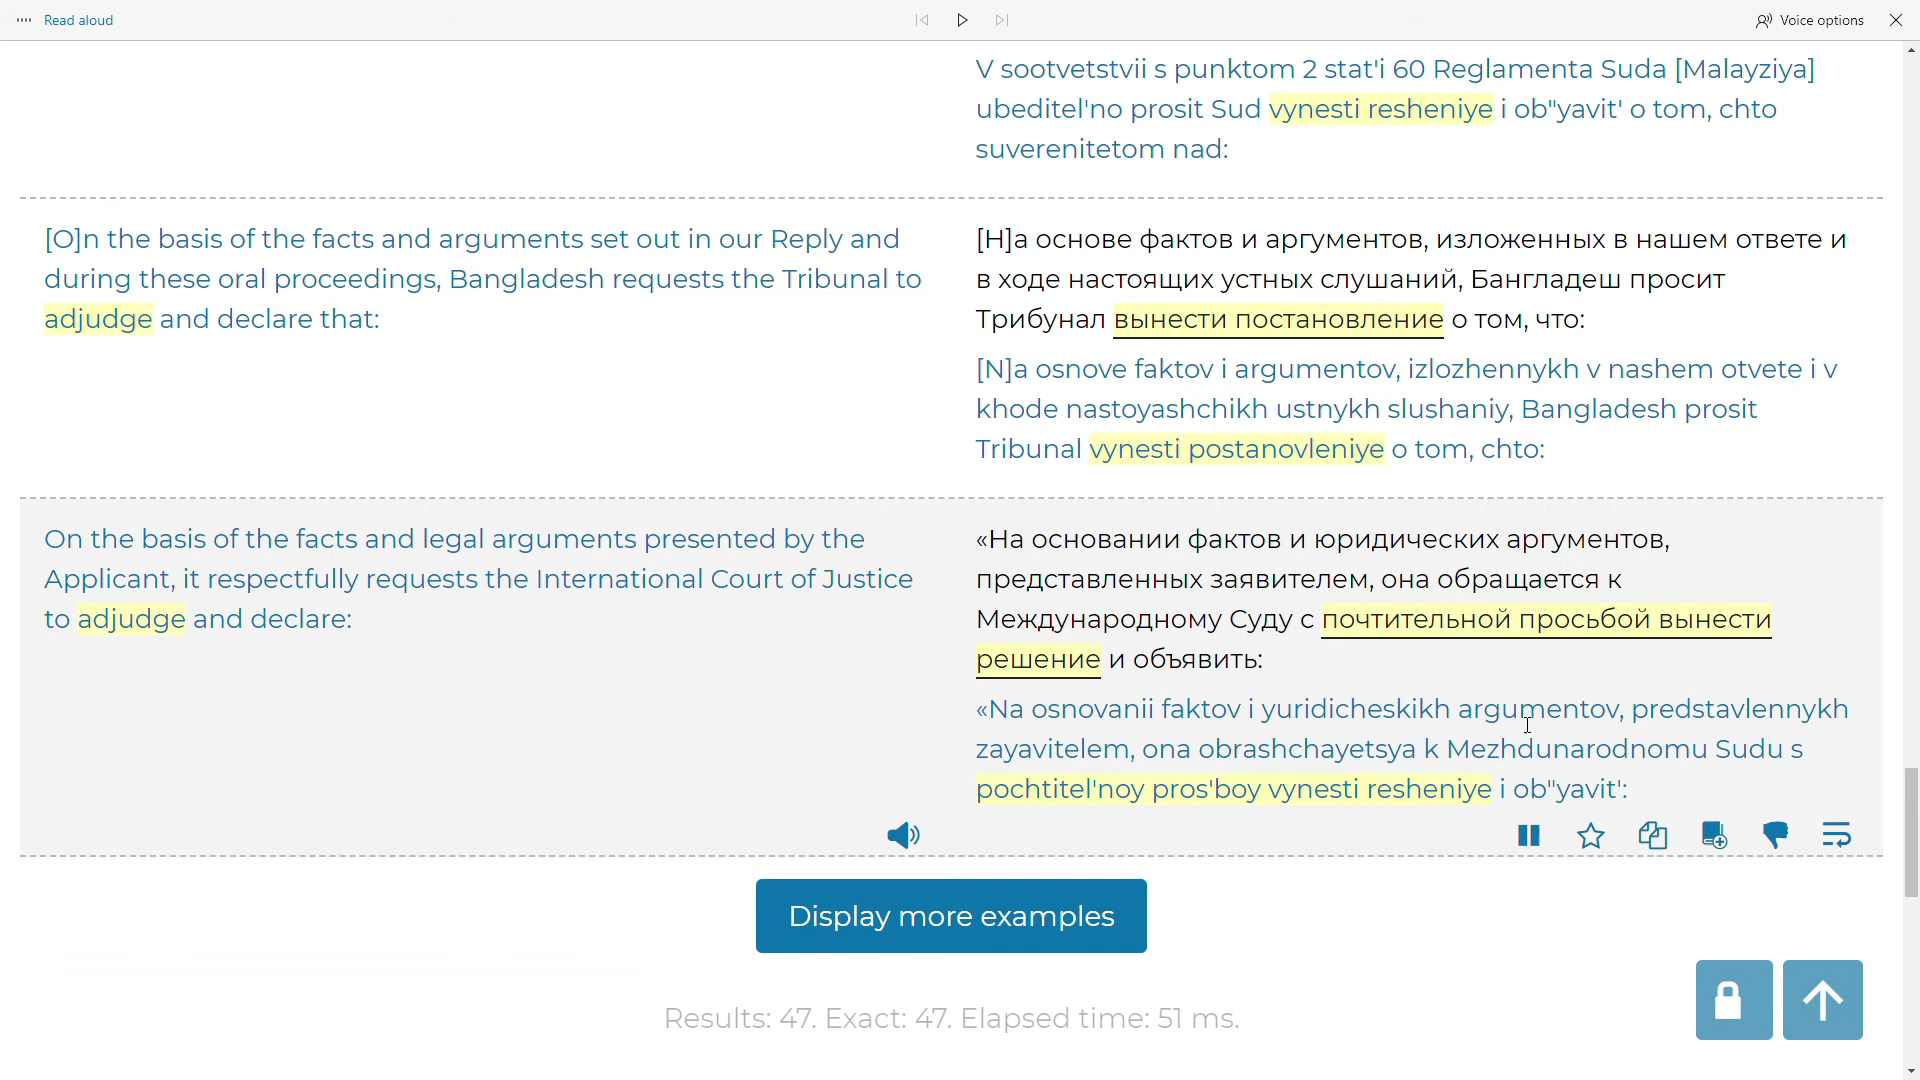 Read aloud
Voice options
V sootvetstvii s punktom 2 stat'i 60 Reglamenta Suda [Malayziya]
ubeditel'no prosit Sud vynesti resheniye i ob"yavit' o tom, chto
suverenitetom nad:
[O]n the basis of the facts and arguments set out in our Reply and
during these oral proceedings, Bangladesh requests the Tribunal to
adjudge and declare that:
[Н]а основе фактов и аргументов, изложенных в нашем ответе и
в ходе настоящих устных слушаний, Бангладеш просит
Трибунал вынести постановление о том, что:
[N]a osnove faktov i argumentov, izlozhennykh v nashem otvete i v
khode nastoyashchikh ustnykh slushaniy, Bangladesh prosit
Tribunal vynesti postanovleniye o tom, chto:
On the basis of the facts and legal arguments presented by the
Applicant, it respectfully requests the International Court of Justice
to adjudge and declare:
«На основании фактов и юридических аргументов,
представленных заявителем, она обращается к
Международному Суду с почтительной просьбой вынести
решение и объявить:
«Na osnovanii faktov i yuridicheskikh argumentov, predstavlennykh
zayavitelem, ona obrashchayetsya k Mezhdunarodnomu Sudu s
pochtitel'noy pros'boy vynesti resheniye i ob"yavit':
Display more examples
Results: 47. Exact: 47. Elapsed time: 51 ms.